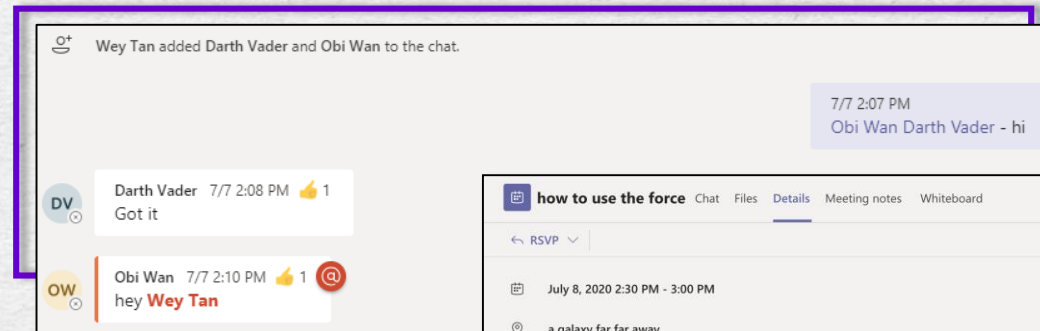 Wey Tan added Darth Vader and Obi Wan to the chat.
7/7 2:07 PM
Obi Wan Darth Vader - hi
DV
Darth Vader 7/7 2:08 PM 👍 1
Got it
OW
Obi Wan 7/7 2:10 PM 👍 1 @
hey Wey Tan
how to use the force Chat Files Details Meeting notes Whiteboard
RSVP
July 8, 2020 2:30 PM - 3:00 PM
a galaxy far far away